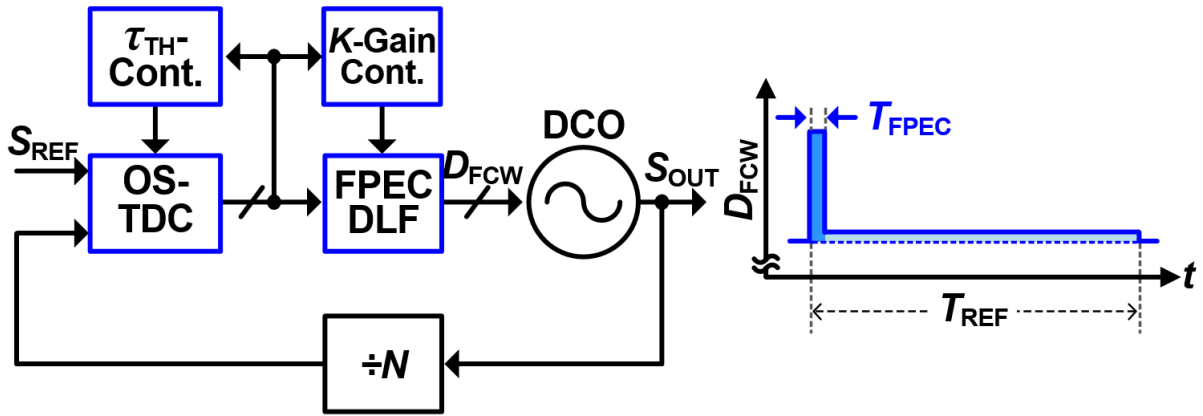 τTH-
Cont.
K-Gain
Cont.
SREF
OS-
TDC
FPEC
DLF
DFCW
DCO
SOUT
÷N
TFPEC
DFCW
t
TREF